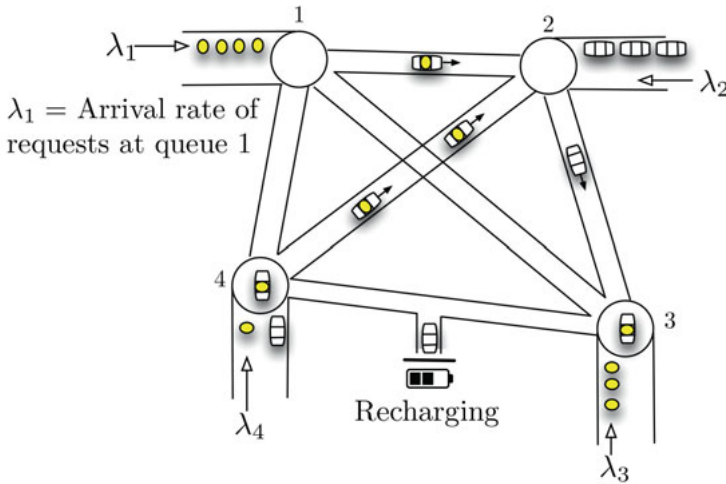 1
2
λ₁
λ₂
λ₁ = Arrival rate of
requests at queue 1
4
3
Recharging
λ₄
λ₃